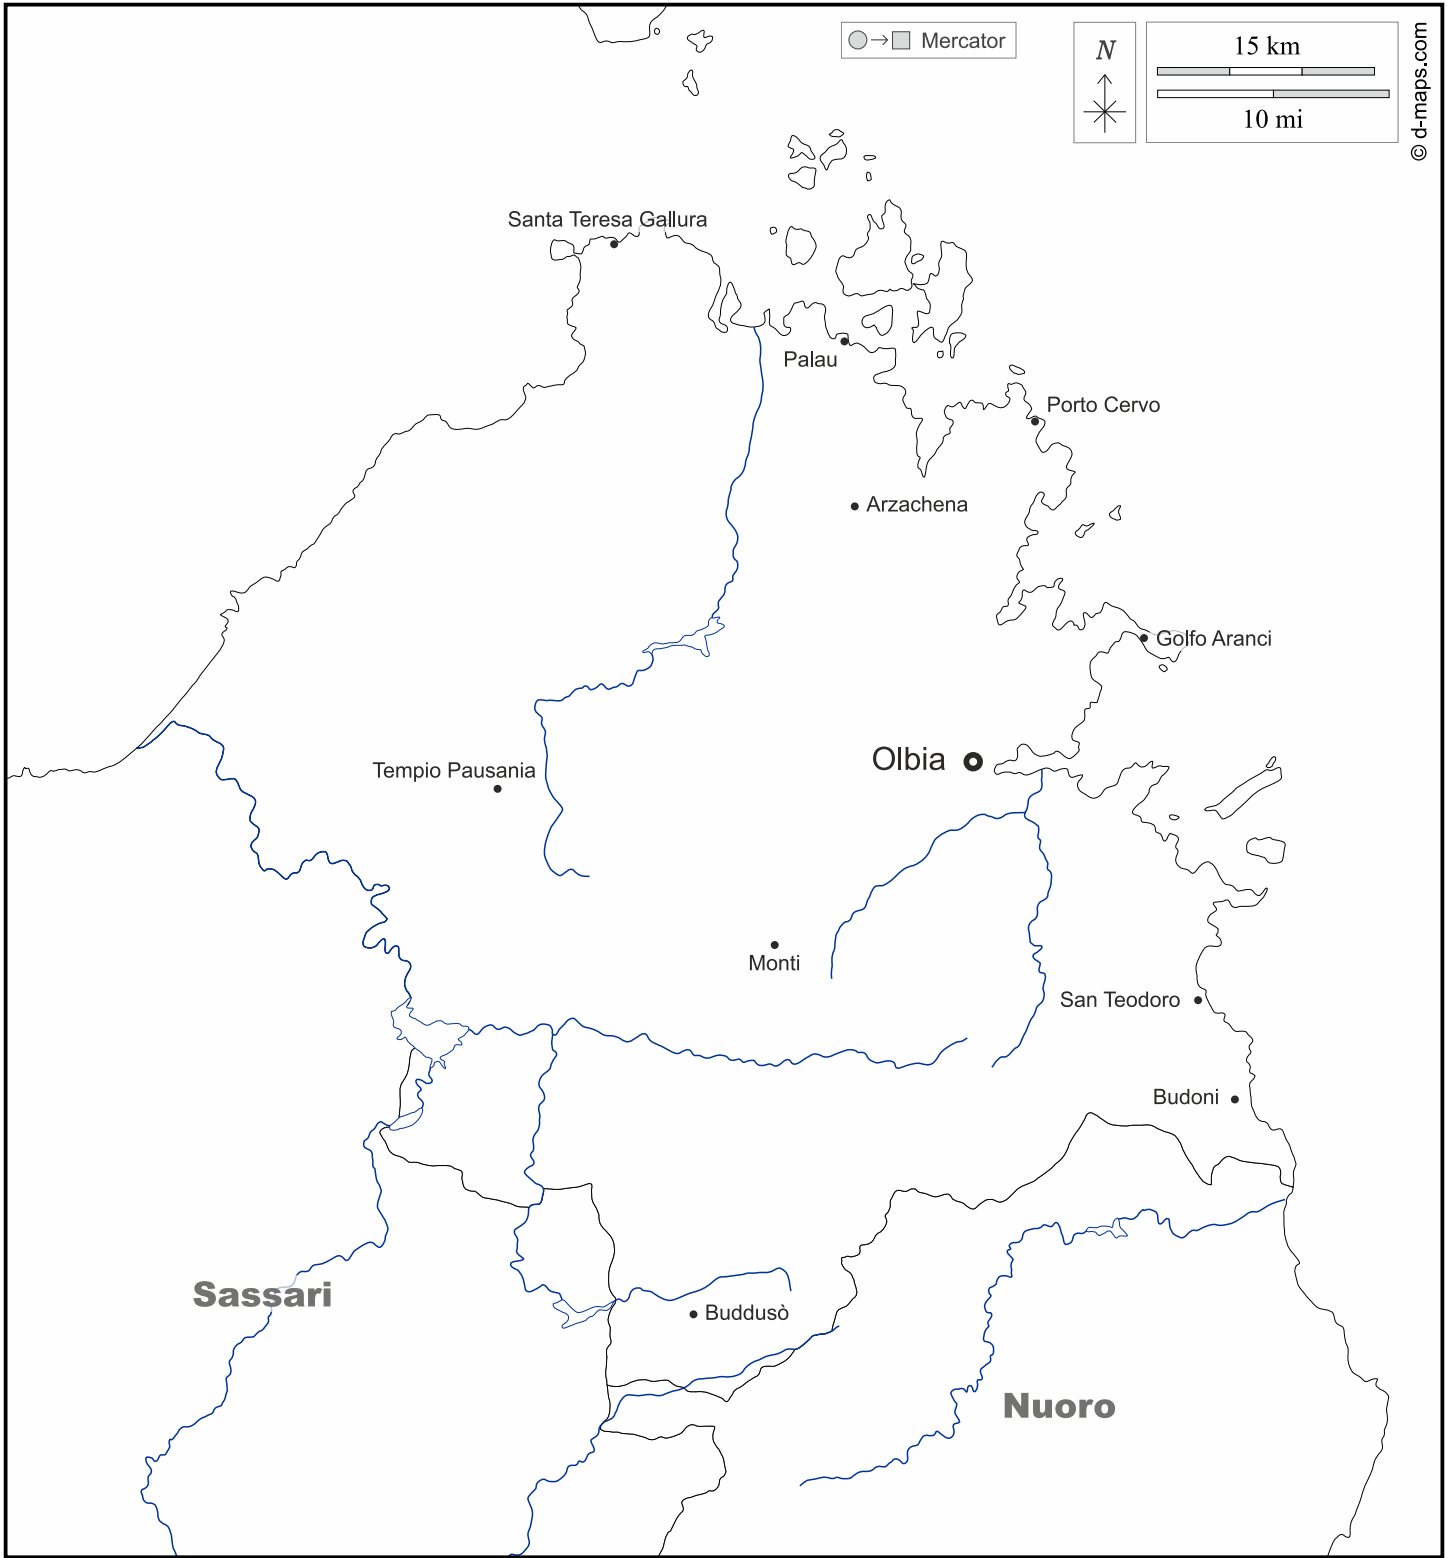 Mercator
N
15 km
10 mi
© d-maps.com
Santa Teresa Gallura
Palau
Porto Cervo
Arzachena
Golfo Aranci
Olbia
Tempio Pausania
Monti
San Teodoro
Budoni
Sassari
Buddusò
Nuoro